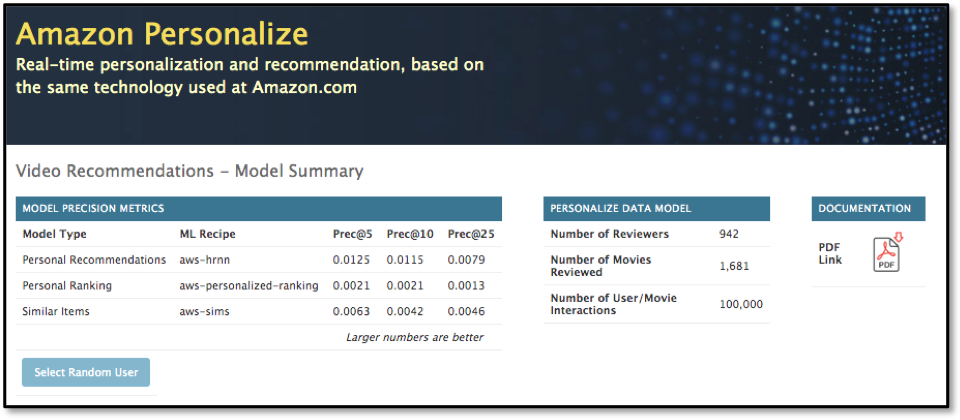 Amazon Personalize
Real-time personalization and recommendation, based on
the same technology used at Amazon.com
Video Recommendations – Model Summary
MODEL PRECISION METRICS
Model Type ML Recipe Prec@5 Prec@10 Prec@25
Personal Recommendations aws-hrnn 0.0125 0.0115 0.0079
Personal Ranking aws-personalized-ranking 0.0021 0.0021 0.0013
Similar Items aws-sims 0.0063 0.0042 0.0046
Larger numbers are better
Select Random User
PERSONALIZE DATA MODEL
Number of Reviewers 942
Number of Movies
Reviewed 1,681
Number of User/Movie
Interactions 100,000
DOCUMENTATION
PDF
Link
PDF